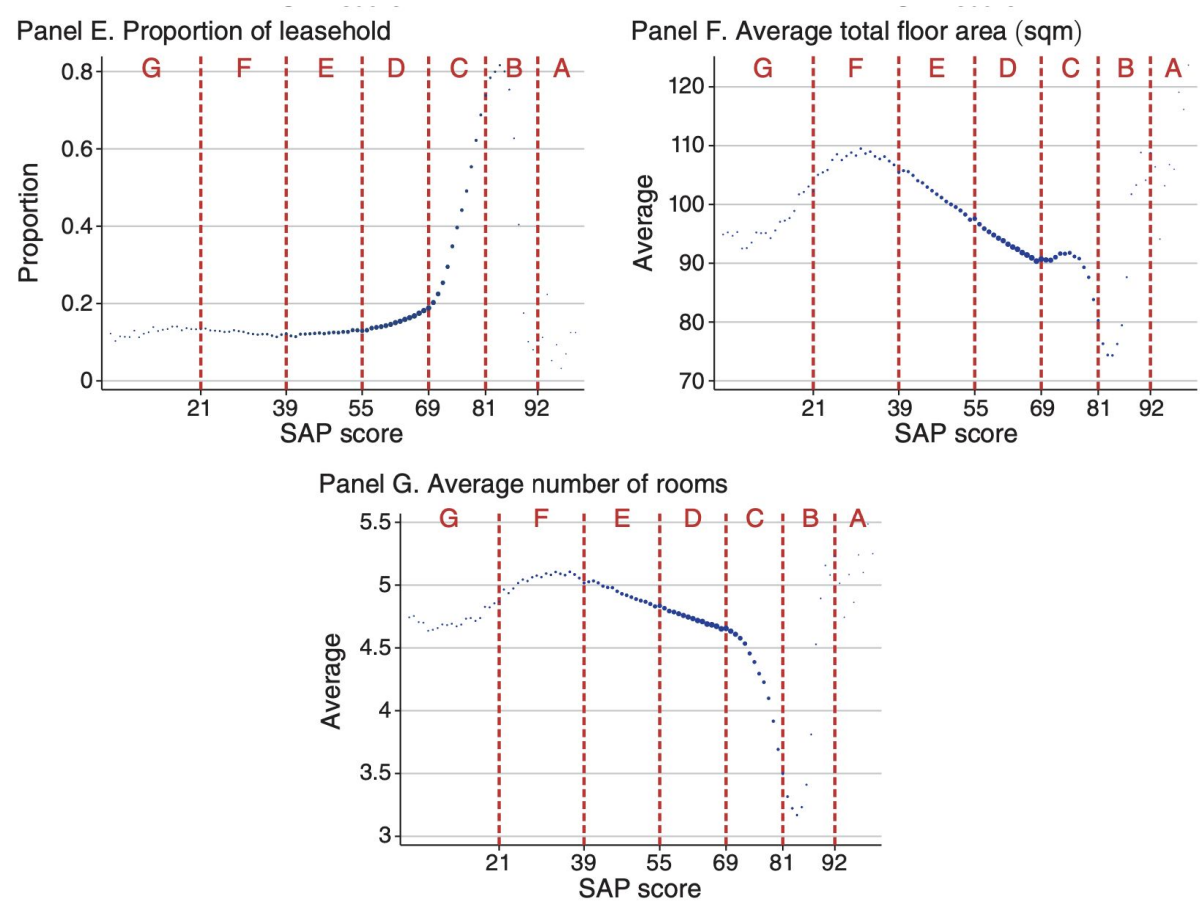 Panel E. Proportion of leasehold
G F E D C B A
0.8
0.6
0.4
0.2
0
Proportion
21 39 55 69 81 92
SAP score
Panel F. Average total floor area (sqm)
G F E D C B A
120
110
100
90
80
70
Average
21 39 55 69 81 92
SAP score
Panel G. Average number of rooms
G F E D C B A
5.5
5
4.5
4
3.5
3
Average
21 39 55 69 81 92
SAP score